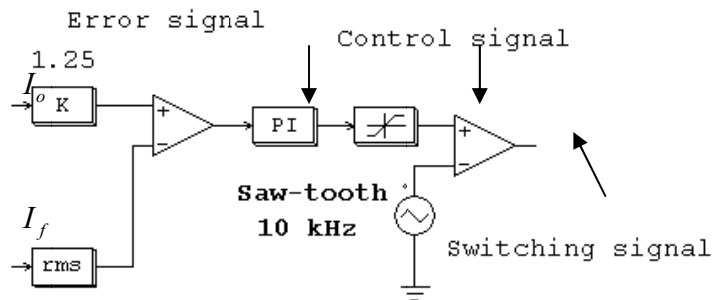 Error signal
Control signal
1.25
Io
K
+
−
PI
+
−
Saw-tooth
10 kHz
If
rms
Switching signal